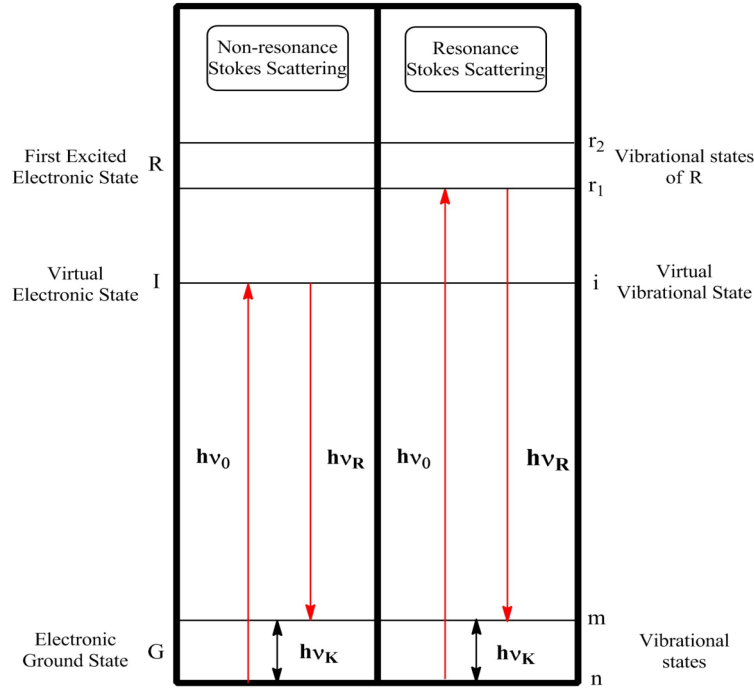 Non-resonance
Stokes Scattering
Resonance
Stokes Scattering
First Excited
Electronic State
R
r2
r1
Vibrational states
of R
Virtual
Electronic State
I
i
Virtual
Vibrational State
hν0
hνR
hν0
hνR
Electronic
Ground State
G
hνK
hνK
m
n
Vibrational
states